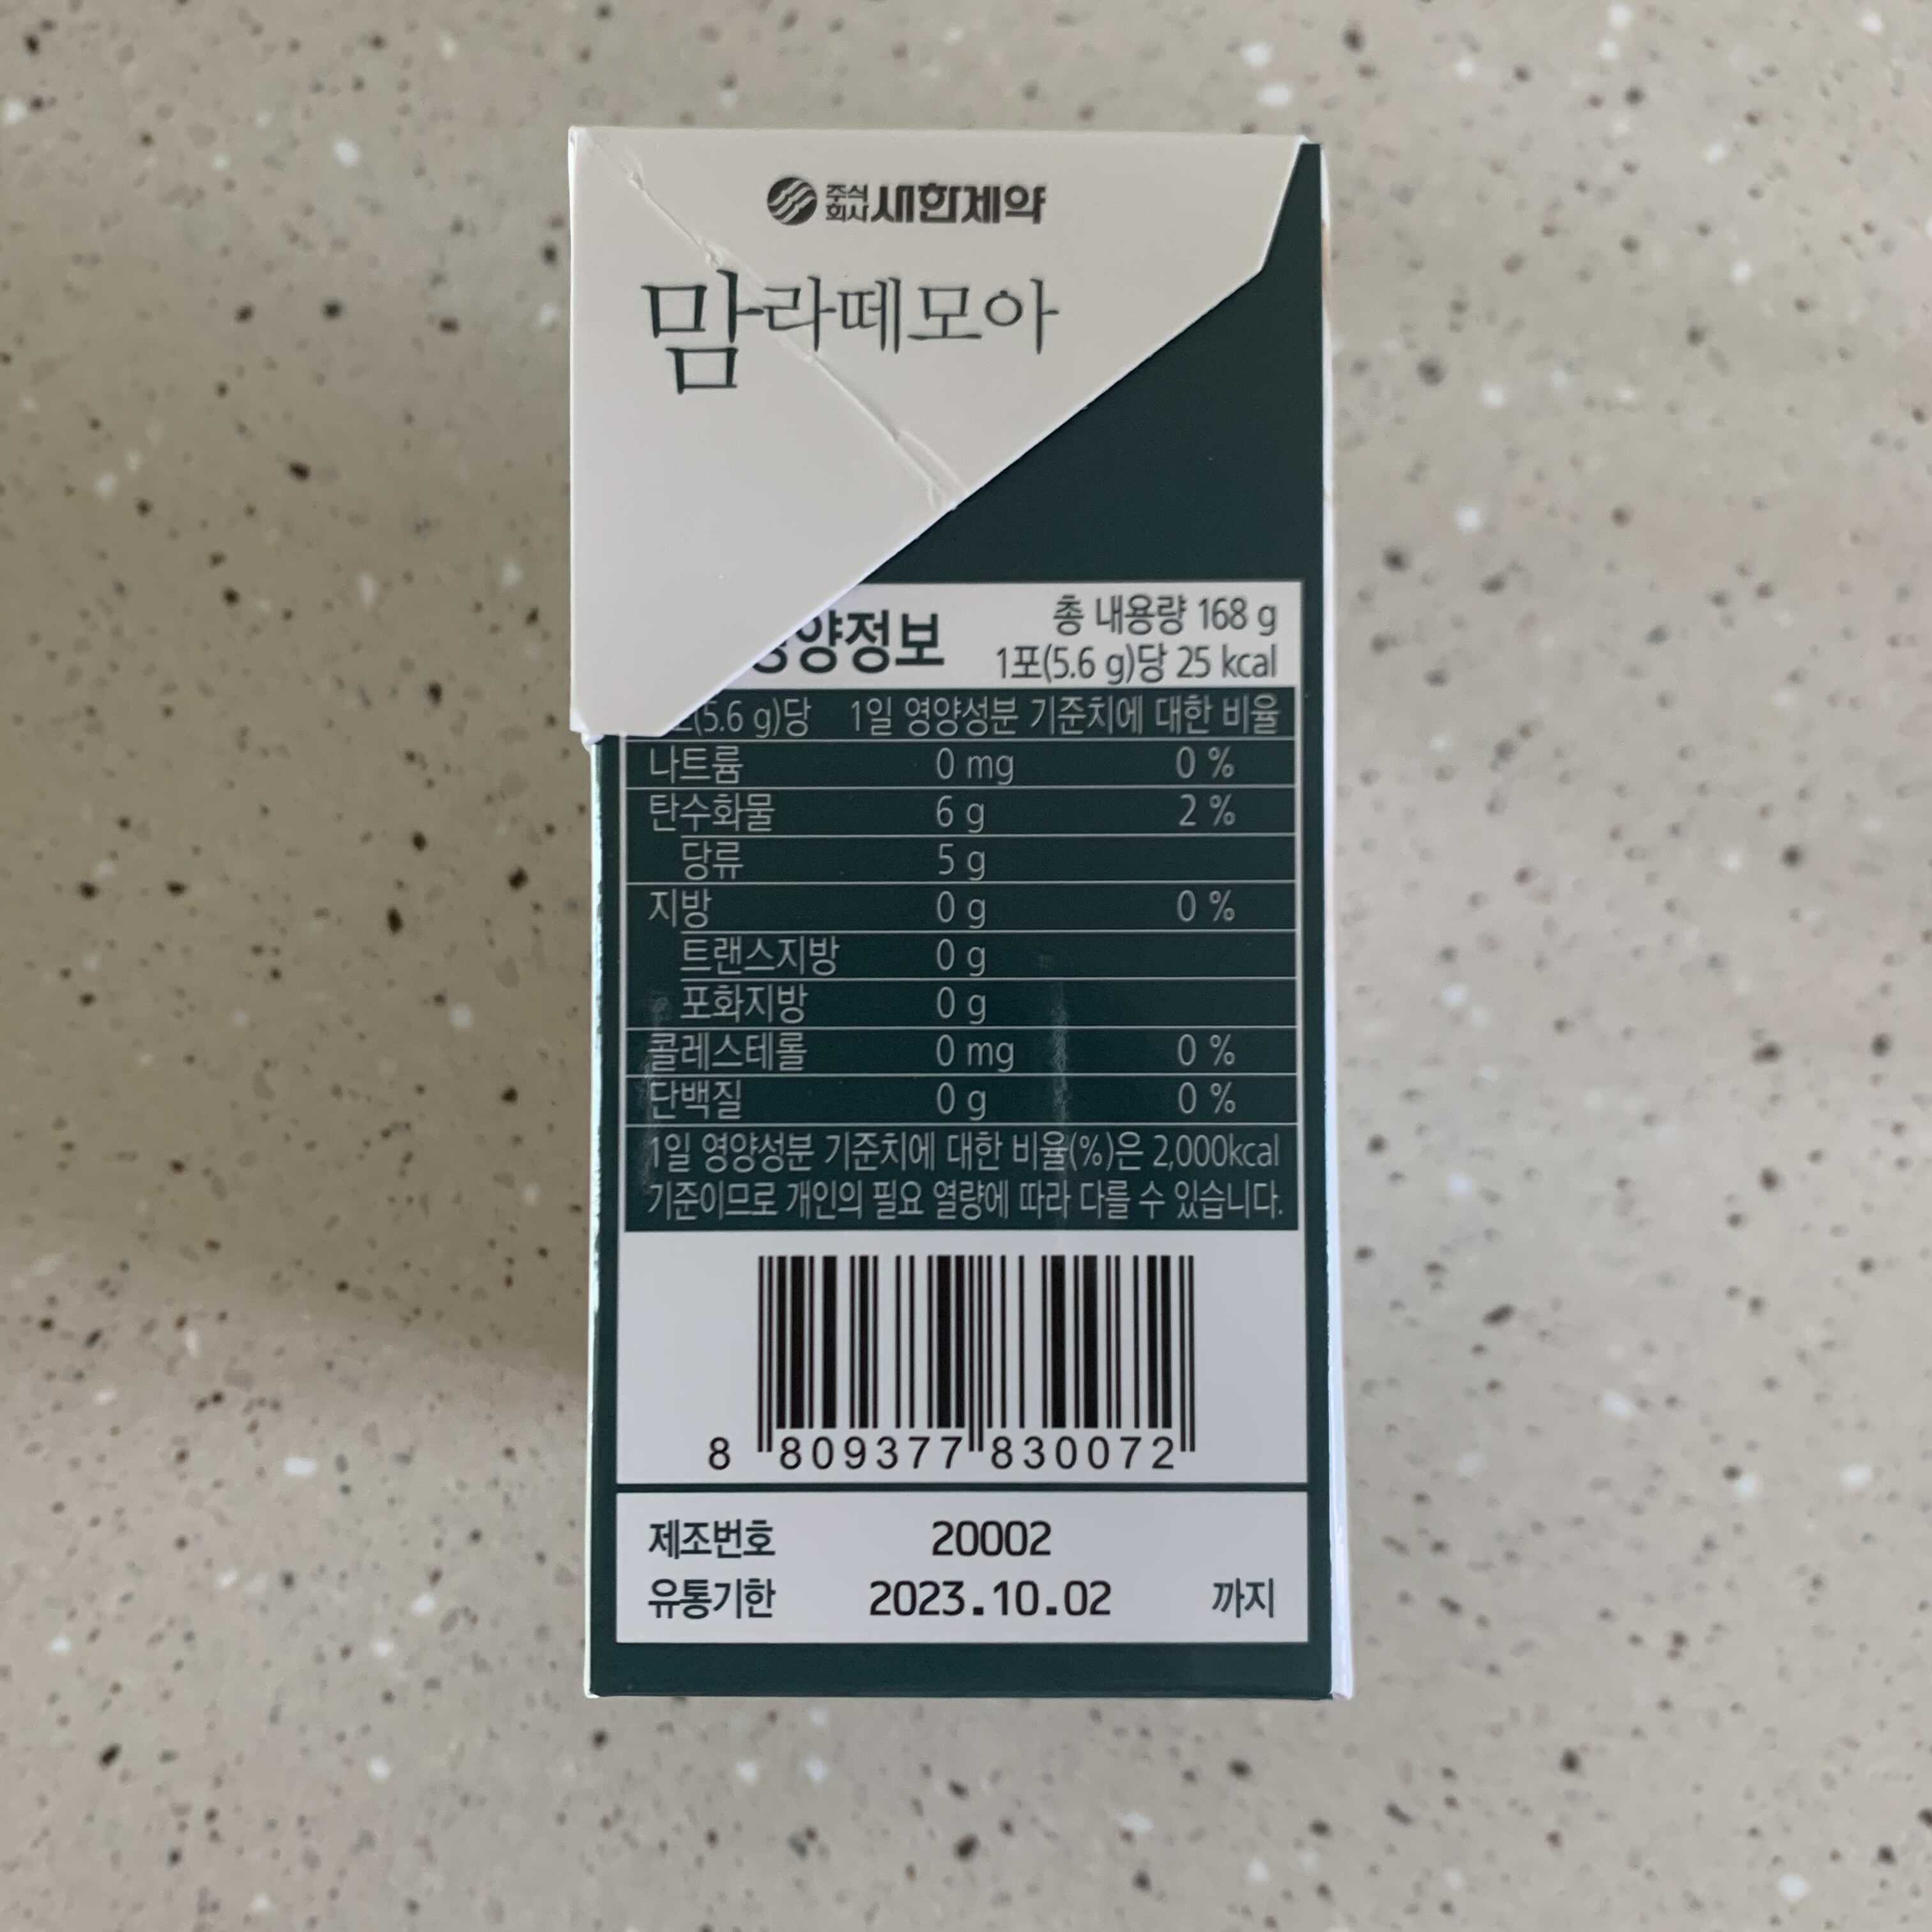 주식회사 새한제약
맘라떼모아
영양정보
총 내용량 168 g
1포(5.6 g)당 25 kcal
(5.6 g)당 1일 영양성분 기준치에 대한 비율
나트륨 0 mg 0 %
탄수화물 6 g 2 %
당류 5 g
지방 0 g 0 %
트랜스지방 0 g
포화지방 0 g
콜레스테롤 0 mg 0 %
단백질 0 g 0 %
1일 영양성분 기준치에 대한 비율(%)은 2,000kcal
기준이므로 개인의 필요 열량에 따라 다를 수 있습니다.
8 809377 830072
제조번호 20002
유통기한 2023.10.02 까지